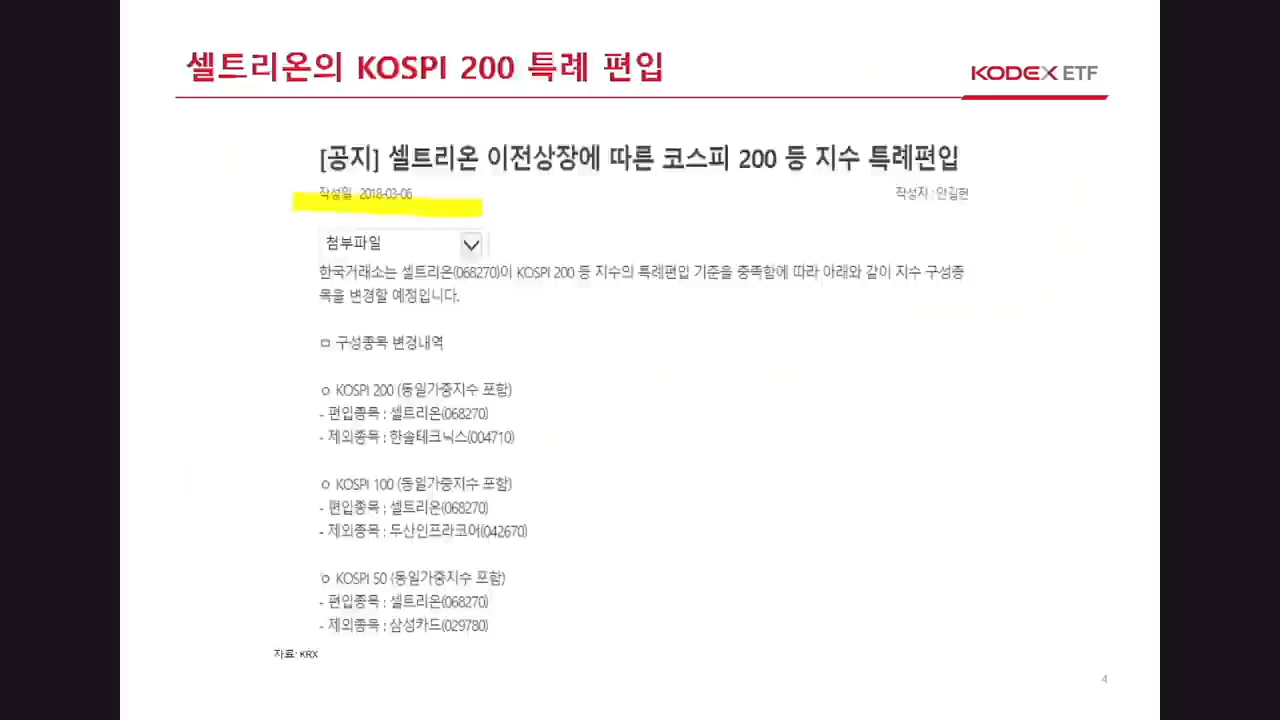 셀트리온의 KOSPI 200 특례 편입
KODEX ETF
[공지] 셀트리온 이전상장에 따른 코스피 200 등 지수 특례편입
작성일 2018-03-06
작성자 : 안길현
첨부파일
한국거래소는 셀트리온(068270)이 KOSPI 200 등 지수의 특례편입 기준을 충족함에 따라 아래와 같이 지수 구성종
목을 변경할 예정입니다.
ㅁ 구성종목 변경내역
ㅇ KOSPI 200 (동일가중지수 포함)
- 편입종목 : 셀트리온(068270)
- 제외종목 : 한솔테크닉스(004710)
ㅇ KOSPI 100 (동일가중지수 포함)
- 편입종목 : 셀트리온(068270)
- 제외종목 : 두산인프라코어(042670)
ㅇ KOSPI 50 (동일가중지수 포함)
- 편입종목 : 셀트리온(068270)
- 제외종목 : 삼성카드(029780)
자료: KRX
4